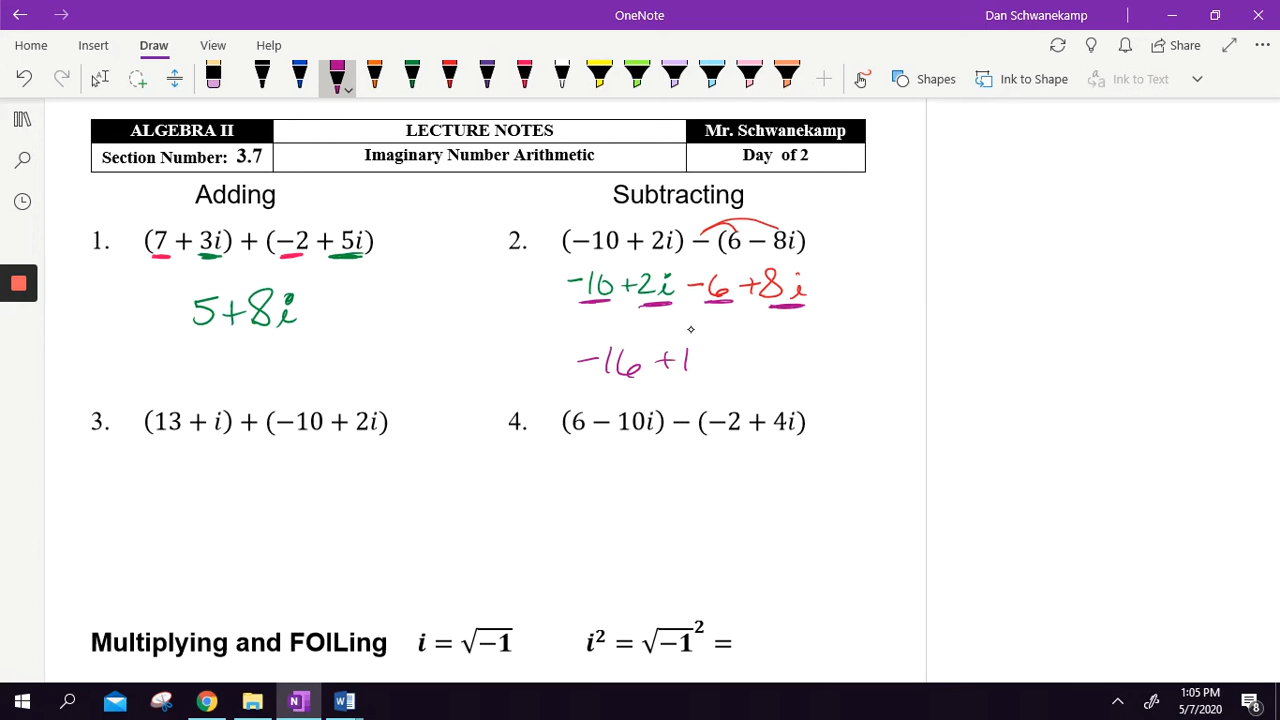 OneNote
Dan Schwanekamp
Home Insert Draw View Help
Share
Shapes Ink to Shape Ink to Text
ALGEBRA II LECTURE NOTES Mr. Schwanekamp
Section Number: 3.7 Imaginary Number Arithmetic Day of 2
Adding Subtracting
1. (7 + 3i) + (−2 + 5i) 2. (−10 + 2i) − (6 − 8i)
5+8i -10+2i -6+8i
-16 +1
3. (13 + i) + (−10 + 2i) 4. (6 − 10i) − (−2 + 4i)
Multiplying and FOILing i = √−1 i² = √−1² =
1:05 PM
5/7/2020
8